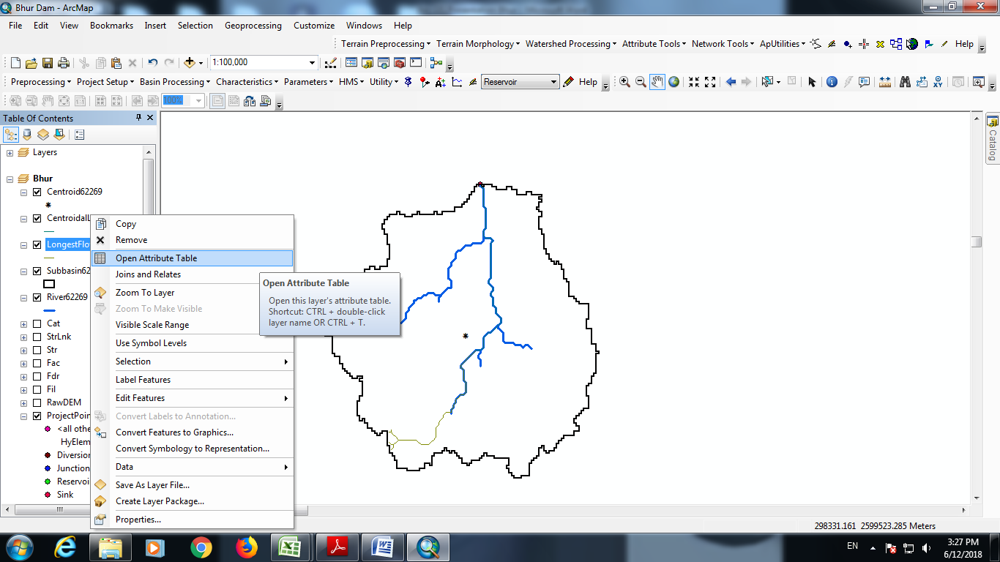 Bhur Dam - ArcMap
File Edit View Bookmarks Insert Selection Geoprocessing Customize Windows Help
Terrain Preprocessing Terrain Morphology Watershed Processing Attribute Tools Network Tools ApUtilities Help
1:100,000
Preprocessing Project Setup Basin Processing Characteristics Parameters HMS Utility Reservoir Help
100%
Table Of Contents
Catalog
Layers
Bhur
Centroid62269
CentroidalL
LongestFlo
Subbasin62
River62269
Cat
StrLnk
Str
Fac
Fdr
Fil
RawDEM
ProjectPoin
<all othe
HyElem
Diversion
Junction
Reservoi
Sink
Copy
Remove
Open Attribute Table
Joins and Relates
Zoom To Layer
Zoom To Make Visible
Visible Scale Range
Use Symbol Levels
Selection
Label Features
Edit Features
Convert Labels to Annotation...
Convert Features to Graphics...
Convert Symbology to Representation...
Data
Save As Layer File...
Create Layer Package...
Properties...
Open Attribute Table
Open this layer's attribute table.
Shortcut: CTRL + double-click
layer name OR CTRL + T.
298331.161 2599523.285 Meters
EN
3:27 PM
6/12/2018